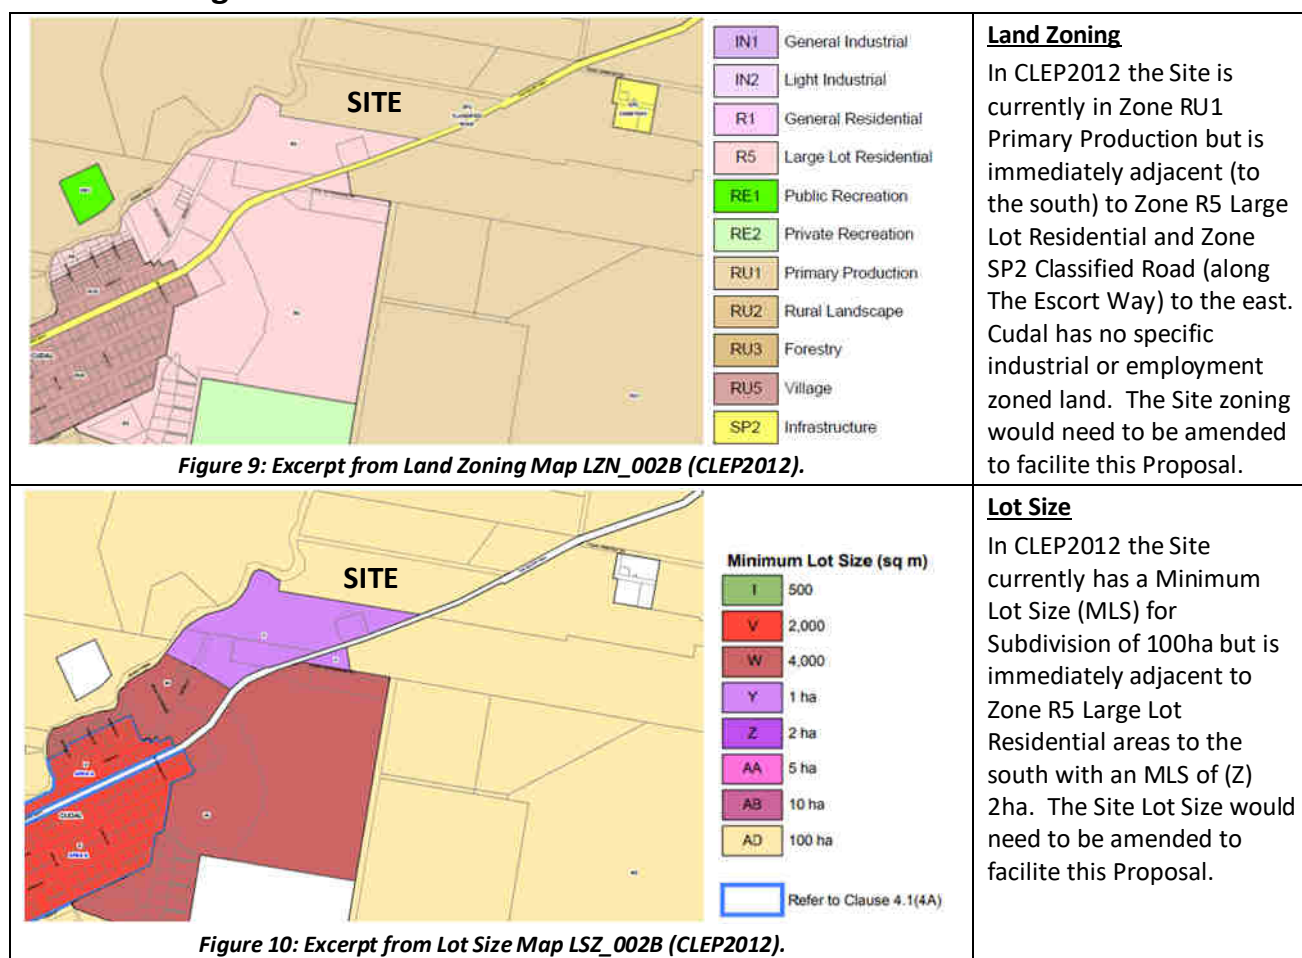 SITE
CUDAL
IN1 General Industrial
IN2 Light Industrial
R1 General Residential
R5 Large Lot Residential
RE1 Public Recreation
RE2 Private Recreation
RU1 Primary Production
RU2 Rural Landscape
RU3 Forestry
RU5 Village
SP2 Infrastructure
Figure 9: Excerpt from Land Zoning Map LZN_002B (CLEP2012).
Land Zoning
In CLEP2012 the Site is
currently in Zone RU1
Primary Production but is
immediately adjacent (to
the south) to Zone R5 Large
Lot Residential and Zone
SP2 Classified Road (along
The Escort Way) to the east.
Cudal has no specific
industrial or employment
zoned land. The Site zoning
would need to be amended
to facilite this Proposal.
SITE
CUDAL
Minimum Lot Size (sq m)
I 500
V 2,000
W 4,000
Y 1 ha
Z 2 ha
AA 5 ha
AB 10 ha
AD 100 ha
Refer to Clause 4.1(4A)
Figure 10: Excerpt from Lot Size Map LSZ_002B (CLEP2012).
Lot Size
In CLEP2012 the Site
currently has a Minimum
Lot Size (MLS) for
Subdivision of 100ha but is
immediately adjacent to
Zone R5 Large Lot
Residential areas to the
south with an MLS of (Z)
2ha. The Site Lot Size would
need to be amended to
facilite this Proposal.